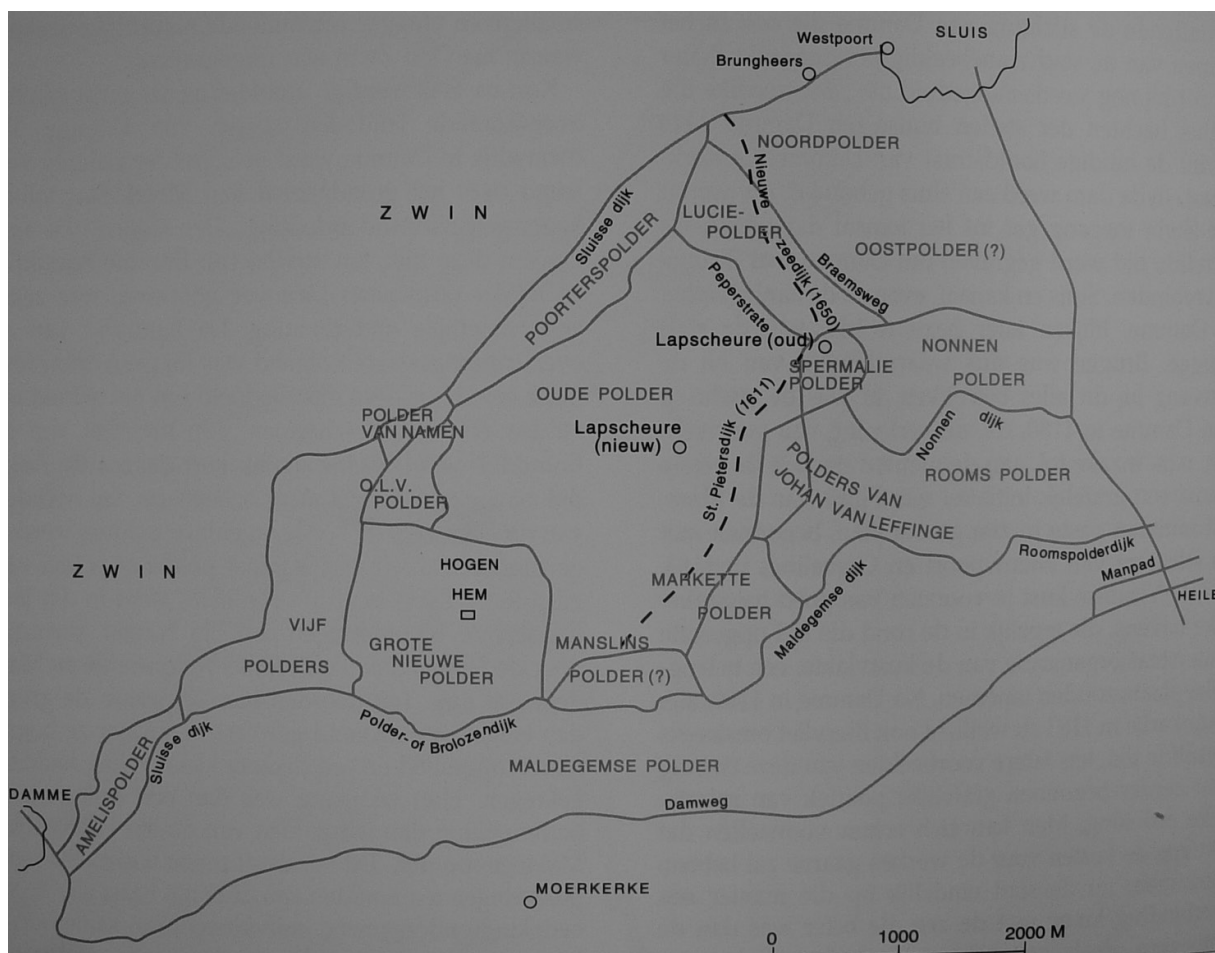 SLUIS
Westpoort
Brungheers
NOORDPOLDER
Nieuwe zeedijk (1650)
ZWIN
Sluisse dijk
LUCIE-
POLDER
POORTERSPOLDER
OOSTPOLDER (?)
Braemsweg
Peperstrate
Lapscheure (oud)
NONNEN
POLDER
SPERMALIE
POLDER
OUDE POLDER
St. Pietersdijk (1611)
POLDER
VAN NAMEN
Lapscheure
(nieuw)
Nonnen dijk
ROOMS POLDER
POLDERS VAN
JOHAN VAN LEFFINGE
O.L.V.
POLDER
ZWIN
HOGEN
HEM
Roomspolderdijk
Manpad
HEILE
MARKETTE
POLDER
Maldegemse dijk
VIJF
POLDERS
GROTE
NIEUWE
POLDER
MANSLINS
POLDER (?)
Polder-of Brolozendijk
Sluisse dijk
AMELISPOLDER
DAMME
MALDEGEMSE POLDER
Damweg
MOERKERKE
0 1000 2000 M